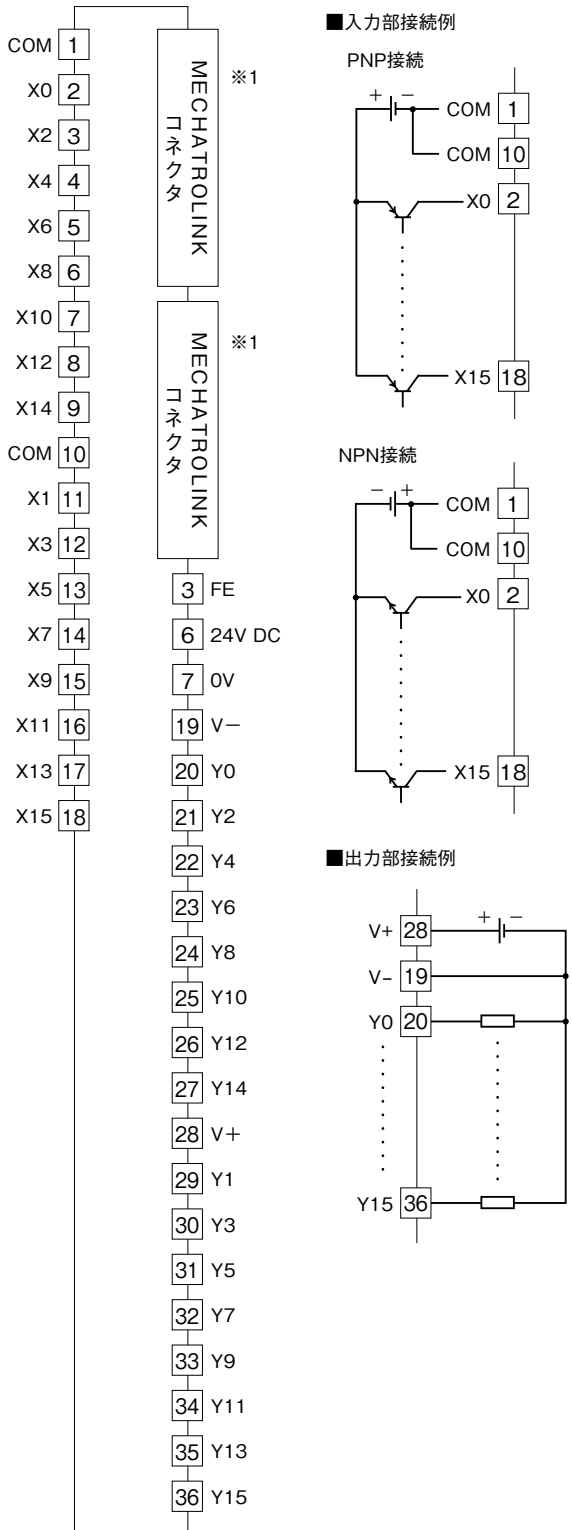 COM 1
X0 2
X2 3
X4 4
X6 5
X8 6
X10 7
X12 8
X14 9
COM 10
X1 11
X3 12
X5 13
X7 14
X9 15
X11 16
X13 17
X15 18
MECHATROLINK
コネクタ
※1
MECHATROLINK
コネクタ
※1
3 FE
6 24V DC
7 0V
19 V−
20 Y0
21 Y2
22 Y4
23 Y6
24 Y8
25 Y10
26 Y12
27 Y14
28 V+
29 Y1
30 Y3
31 Y5
32 Y7
33 Y9
34 Y11
35 Y13
36 Y15
■入力部接続例
PNP接続
+ −
COM 1
COM 10
X0 2
X15 18
NPN接続
− +
COM 1
COM 10
X0 2
X15 18
■出力部接続例
V+ 28 + −
V− 19
Y0 20
Y15 36